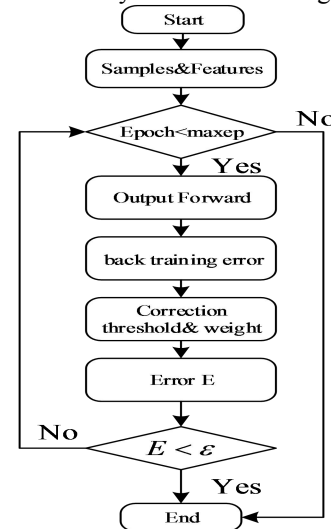 Start
Samples&Features
Epoch<maxep
No
Yes
Output Forward
back training error
Correction
threshold& weight
Error E
No
E < ε
Yes
End